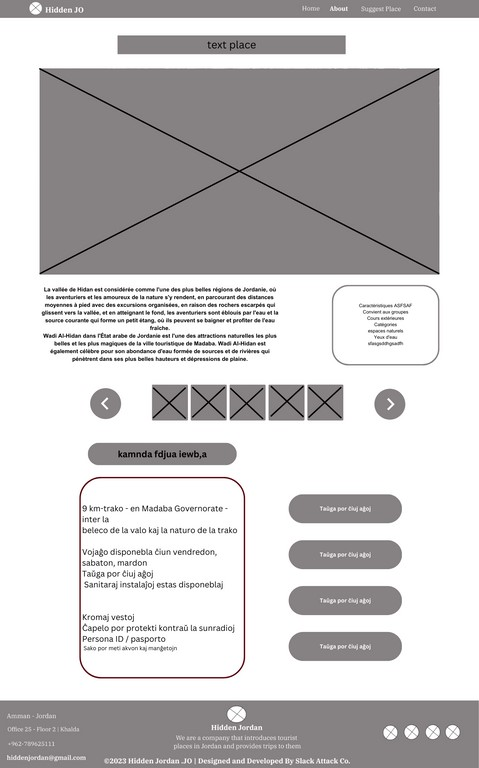 Hidden JO
Home
About
Suggest Place
Contact
text place
La vallée de Hidan est considérée comme l'une des plus belles régions de Jordanie, où
les aventuriers et les amoureux de la nature s'y rendent, en parcourant des distances
moyennes à pied avec des excursions organisées, en raison des rochers escarpés qui
glissent vers la vallée, et en atteignant le fond, les aventuriers sont éblouis par l'eau et la
source courante qui forme un petit étang, où ils peuvent se baigner et profiter de l'eau
fraîche.
Wadi Al-Hidan dans l'État arabe de Jordanie est l'une des attractions naturelles les plus
belles et les plus magiques de la ville touristique de Madaba. Wadi Al-Hidan est
également célèbre pour son abondance d'eau formée de sources et de rivières qui
pénètrent dans ses plus belles hauteurs et dépressions de plaine.
Caractéristiques ASFSAF
Convient aux groupes
Cours extérieures
Catégories
espaces naturels
Yeux d'eau
sfasgsddhgsadfh
kamnda fdjua iewb,a
9 km-trako - en Madaba Governorate -
inter la
beleco de la valo kaj la naturo de la trako
Vojaĝo disponebla ĉiun vendredon,
sabaton, mardon
Taŭga por ĉiuj aĝoj
Sanitaraj instalaĵoj estas disponeblaj
Kromaj vestoj
Ĉapelo por protekti kontraŭ la sunradioj
Persona ID / pasporto
Sako por meti akvon kaj manĝetojn
Taŭga por ĉiuj aĝoj
Taŭga por ĉiuj aĝoj
Taŭga por ĉiuj aĝoj
Taŭga por ĉiuj aĝoj
Amman - Jordan
Office 25 - Floor 2 | Khalda
+962-789625111
hiddenjordan@gmail.com
Hidden Jordan
We are a company that introduces tourist
places in Jordan and provides trips to them
©2023 Hidden Jordan .JO | Designed and Developed By Slack Attack Co.